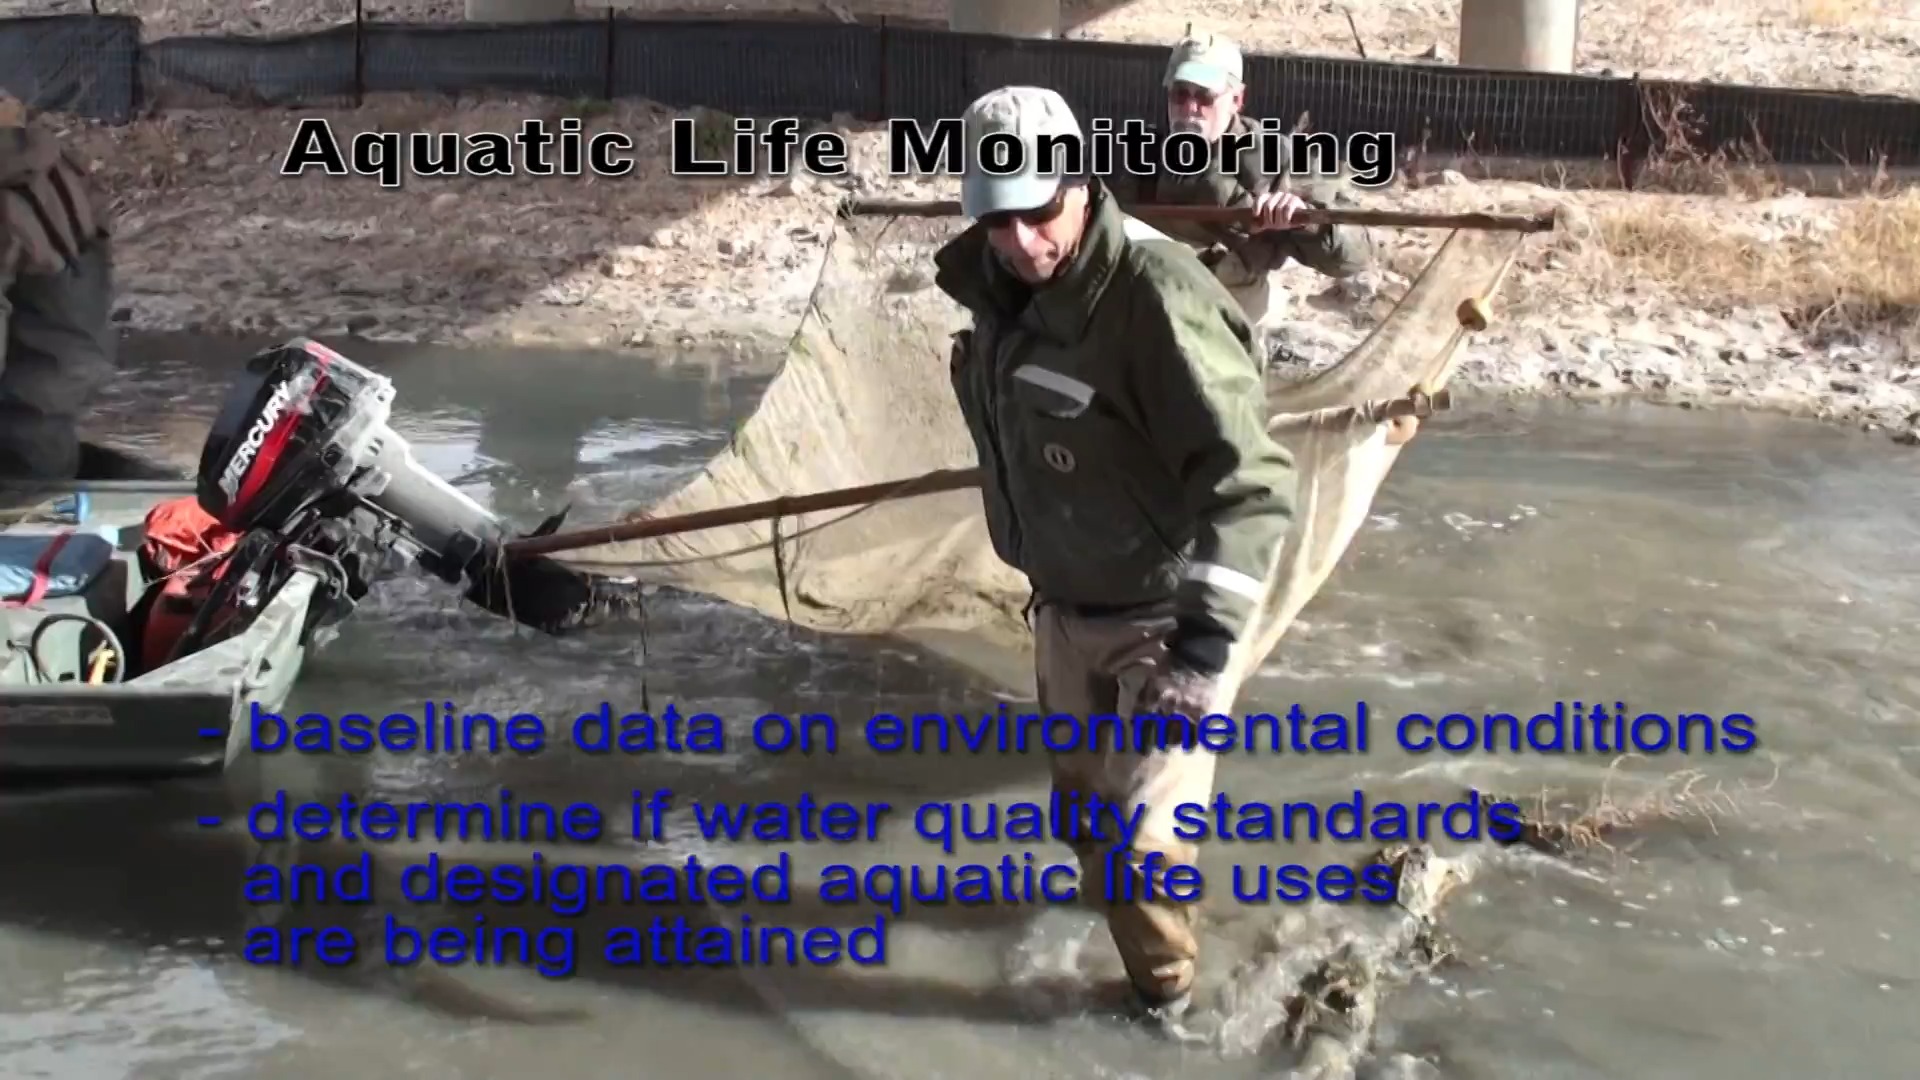 Aquatic Life Monitoring
MERCURY
- baseline data on environmental conditions
- determine if water quality standards
and designated aquatic life uses
are being attained